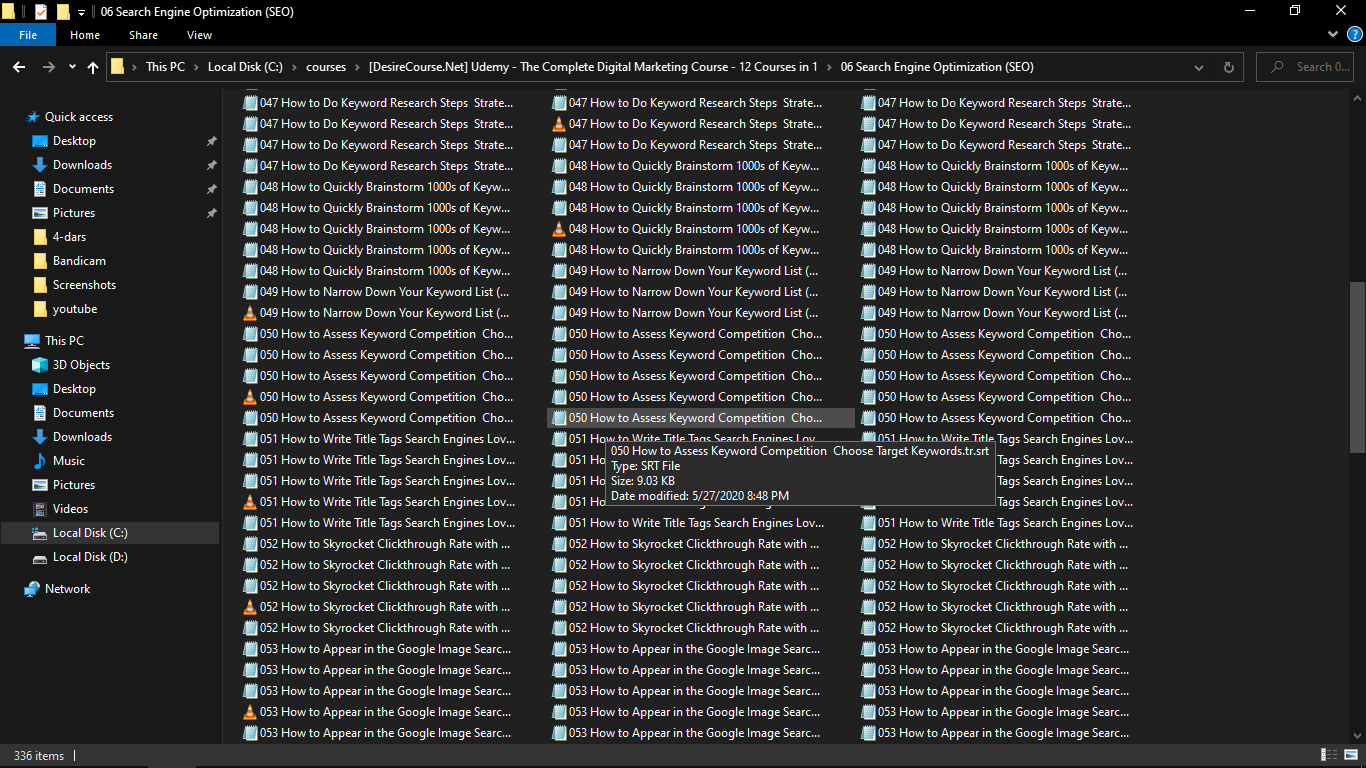 06 Search Engine Optimization (SEO)
File Home Share View
This PC Local Disk (C:) courses [DesireCourse.Net] Udemy - The Complete Digital Marketing Course - 12 Courses in 1 06 Search Engine Optimization (SEO)
Search 0...
Quick access
Desktop
Downloads
Documents
Pictures
4-dars
Bandicam
Screenshots
youtube
This PC
3D Objects
Desktop
Documents
Downloads
Music
Pictures
Videos
Local Disk (C:)
Local Disk (D:)
Network
047 How to Do Keyword Research Steps  Strate... 047 How to Do Keyword Research Steps  Strate... 047 How to Do Keyword Research Steps  Strate...
047 How to Do Keyword Research Steps  Strate... 047 How to Do Keyword Research Steps  Strate... 047 How to Do Keyword Research Steps  Strate...
047 How to Do Keyword Research Steps  Strate... 047 How to Do Keyword Research Steps  Strate... 047 How to Do Keyword Research Steps  Strate...
047 How to Do Keyword Research Steps  Strate... 048 How to Quickly Brainstorm 1000s of Keyw... 048 How to Quickly Brainstorm 1000s of Keyw...
048 How to Quickly Brainstorm 1000s of Keyw... 048 How to Quickly Brainstorm 1000s of Keyw... 048 How to Quickly Brainstorm 1000s of Keyw...
048 How to Quickly Brainstorm 1000s of Keyw... 048 How to Quickly Brainstorm 1000s of Keyw... 048 How to Quickly Brainstorm 1000s of Keyw...
048 How to Quickly Brainstorm 1000s of Keyw... 048 How to Quickly Brainstorm 1000s of Keyw... 048 How to Quickly Brainstorm 1000s of Keyw...
048 How to Quickly Brainstorm 1000s of Keyw... 048 How to Quickly Brainstorm 1000s of Keyw... 048 How to Quickly Brainstorm 1000s of Keyw...
048 How to Quickly Brainstorm 1000s of Keyw... 049 How to Narrow Down Your Keyword List (... 049 How to Narrow Down Your Keyword List (...
049 How to Narrow Down Your Keyword List (... 049 How to Narrow Down Your Keyword List (... 049 How to Narrow Down Your Keyword List (...
049 How to Narrow Down Your Keyword List (... 049 How to Narrow Down Your Keyword List (... 049 How to Narrow Down Your Keyword List (...
050 How to Assess Keyword Competition  Cho... 050 How to Assess Keyword Competition  Cho... 050 How to Assess Keyword Competition  Cho...
050 How to Assess Keyword Competition  Cho... 050 How to Assess Keyword Competition  Cho... 050 How to Assess Keyword Competition  Cho...
050 How to Assess Keyword Competition  Cho... 050 How to Assess Keyword Competition  Cho... 050 How to Assess Keyword Competition  Cho...
050 How to Assess Keyword Competition  Cho... 050 How to Assess Keyword Competition  Cho... 050 How to Assess Keyword Competition  Cho...
050 How to Assess Keyword Competition  Cho... 050 How to Assess Keyword Competition  Cho... 050 How to Assess Keyword Competition  Cho...
051 How to Write Title Tags Search Engines Lov... 051 How to Write Title Tags Search Engines Lov... 051 How to Write Title Tags Search Engines Lov...
051 How to Write Title Tags Search Engines Lov... 051 Ho Tags Search Engines Lov...
051 How to Write Title Tags Search Engines Lov... 051 Ho Tags Search Engines Lov...
051 How to Write Title Tags Search Engines Lov... 051 Ho Tags Search Engines Lov...
050 How to Assess Keyword Competition  Choose Target Keywords.tr.srt
Type: SRT File
Size: 9.03 KB
Date modified: 5/27/2020 8:48 PM
051 How to Write Title Tags Search Engines Lov... 051 How to Write Title Tags Search Engines Lov... 051 How to Write Title Tags Search Engines Lov...
052 How to Skyrocket Clickthrough Rate with ... 052 How to Skyrocket Clickthrough Rate with ... 052 How to Skyrocket Clickthrough Rate with ...
052 How to Skyrocket Clickthrough Rate with ... 052 How to Skyrocket Clickthrough Rate with ... 052 How to Skyrocket Clickthrough Rate with ...
052 How to Skyrocket Clickthrough Rate with ... 052 How to Skyrocket Clickthrough Rate with ... 052 How to Skyrocket Clickthrough Rate with ...
052 How to Skyrocket Clickthrough Rate with ... 052 How to Skyrocket Clickthrough Rate with ... 052 How to Skyrocket Clickthrough Rate with ...
052 How to Skyrocket Clickthrough Rate with ... 052 How to Skyrocket Clickthrough Rate with ... 052 How to Skyrocket Clickthrough Rate with ...
053 How to Appear in the Google Image Searc... 053 How to Appear in the Google Image Searc... 053 How to Appear in the Google Image Searc...
053 How to Appear in the Google Image Searc... 053 How to Appear in the Google Image Searc... 053 How to Appear in the Google Image Searc...
053 How to Appear in the Google Image Searc... 053 How to Appear in the Google Image Searc... 053 How to Appear in the Google Image Searc...
053 How to Appear in the Google Image Searc... 053 How to Appear in the Google Image Searc... 053 How to Appear in the Google Image Searc...
053 How to Appear in the Google Image Searc... 053 How to Appear in the Google Image Searc... 053 How to Appear in the Google Image Searc...
336 items